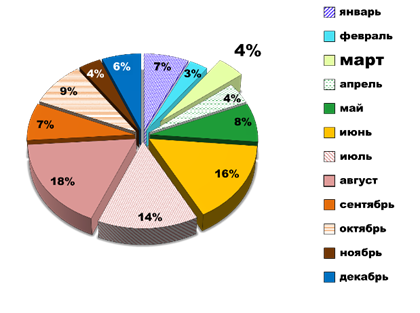 7%
3%
4%
4%
8%
16%
14%
18%
7%
9%
4%
6%
январь
февраль
март
апрель
май
июнь
июль
август
сентябрь
октябрь
ноябрь
декабрь